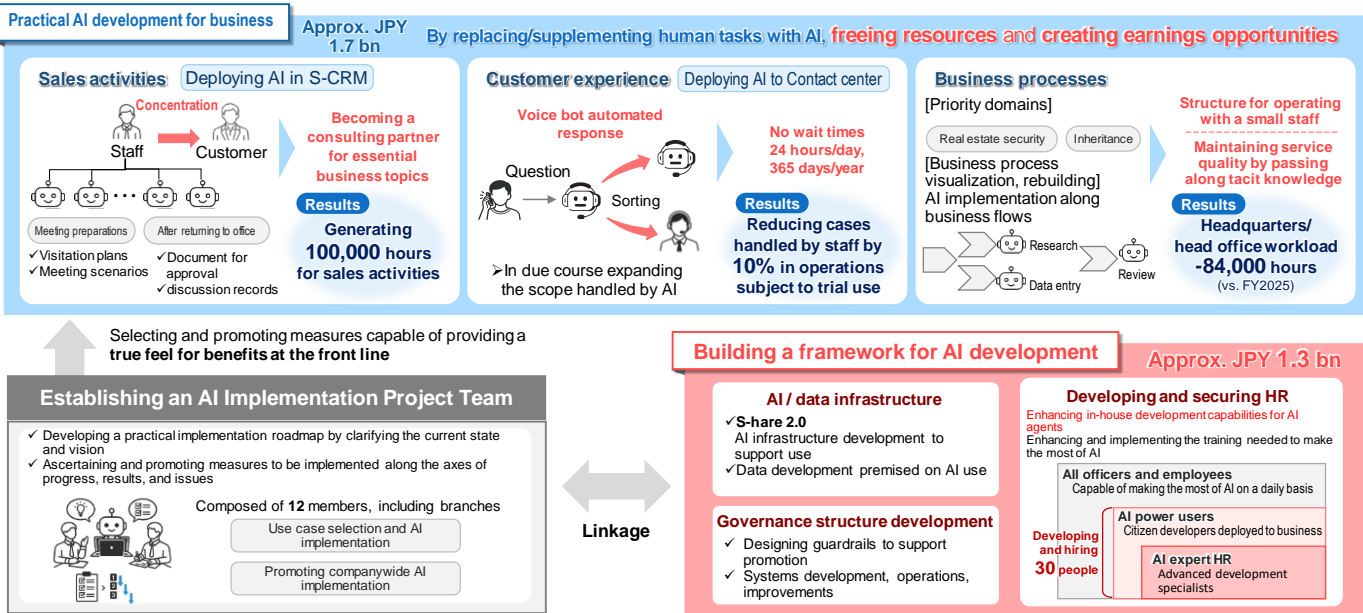 Practical AI development for business
Approx. JPY
1.7 bn
By replacing/supplementing human tasks with AI, freeing resources and creating earnings opportunities
Sales activities
Deploying AI in S-CRM
Concentration
Staff
Customer
Meeting preparations
✓Visitation plans
✓Meeting scenarios
After returning to office
✓Document for
approval
✓discussion records
Becoming a
consulting partner
for essential
business topics
Results
Generating
100,000 hours
for sales activities
Customer experience
Deploying AI to Contact center
Voice bot automated
response
Question
Sorting
➢In due course expanding
the scope handled by AI
No wait times
24 hours/day,
365 days/year
Results
Reducing cases
handled by staff by
10% in operations
subject to trial use
Business processes
[Priority domains]
Real estate security
Inheritance
[Business process
visualization, rebuilding]
AI implementation along
business flows
Research
Data entry
Review
Structure for operating
with a small staff
Maintaining service
quality by passing
along tacit knowledge
Results
Headquarters/
head office workload
-84,000 hours
(vs. FY2025)
Selecting and promoting measures capable of providing a
true feel for benefits at the front line
Establishing an AI Implementation Project Team
✓ Developing a practical implementation roadmap by clarifying the current state
and vision
✓ Ascertaining and promoting measures to be implemented along the axes of
progress, results, and issues
Composed of 12 members, including branches
Use case selection and AI
implementation
Promoting companywide AI
implementation
1
2
3
Linkage
Building a framework for AI development
Approx. JPY 1.3 bn
AI / data infrastructure
✓S-hare 2.0
AI infrastructure development to
support use
✓Data development premised on AI use
Governance structure development
✓ Designing guardrails to support
promotion
✓ Systems development, operations,
improvements
Developing and securing HR
Enhancing in-house development capabilities for AI
agents
Enhancing and implementing the training needed to make
the most of AI
All officers and employees
Capable of making the most of AI on a daily basis
AI power users
Citizen developers deployed to business
Developing
and hiring
30 people
AI expert HR
Advanced development
specialists